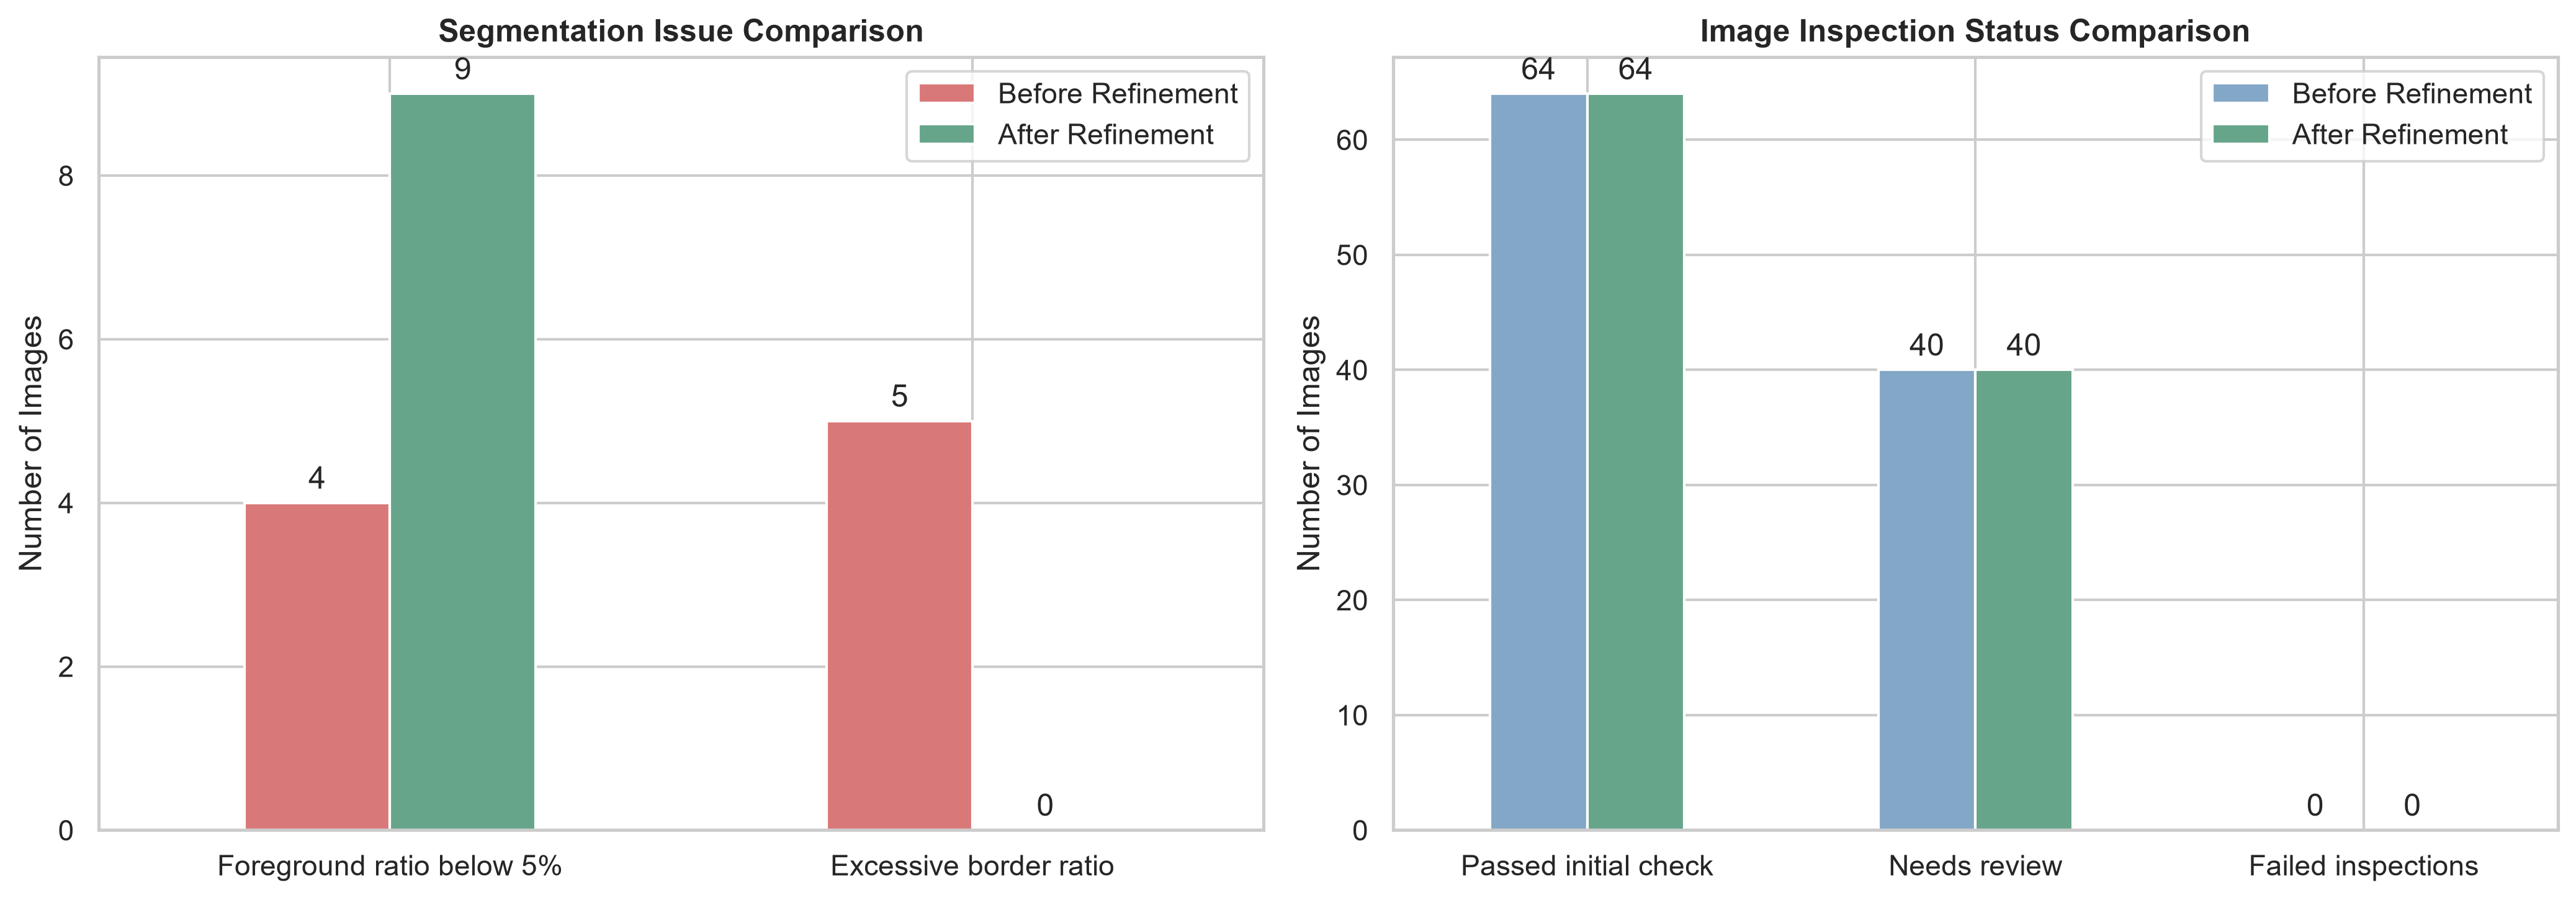 Segmentation Issue Comparison
Number of Images
0
2
4
6
8
4
9
5
0
Before Refinement
After Refinement
Foreground ratio below 5%
Excessive border ratio
Image Inspection Status Comparison
Number of Images
0
10
20
30
40
50
60
64
64
40
40
0
0
Before Refinement
After Refinement
Passed initial check
Needs review
Failed inspections